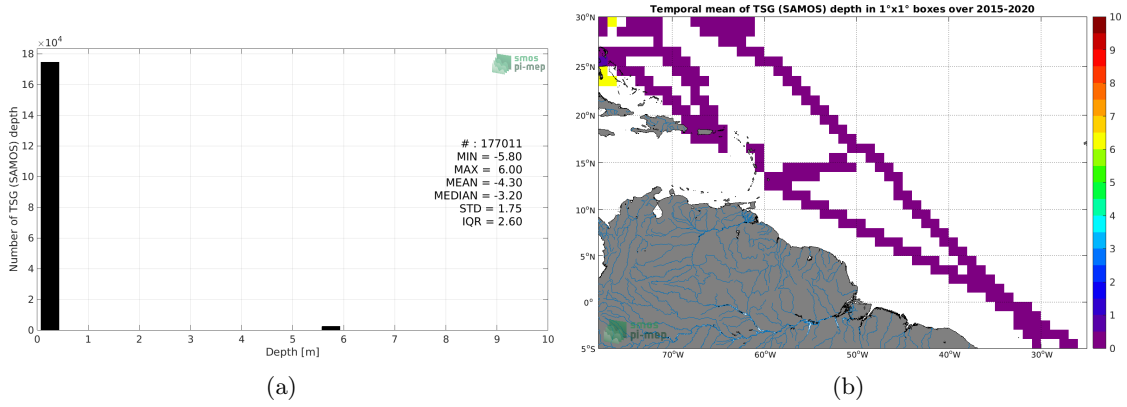 ×10⁴
18
16
14
12
10
8
6
4
2
0
Number of TSG (SAMOS) depth
0 1 2 3 4 5 6 7 8 9 10
Depth [m]
smos
pi-mep
# : 177011
MIN = -5.80
MAX = 6.00
MEAN = -4.30
MEDIAN = -3.20
STD = 1.75
IQR = 2.60
(a)
Temporal mean of TSG (SAMOS) depth in 1°x1° boxes over 2015-2020
30°N
25°N
20°N
15°N
10°N
5°N
0°
5°S
70°W 60°W 50°W 40°W 30°W
smos
pi-mep
10
9
8
7
6
5
4
3
2
1
0
(b)